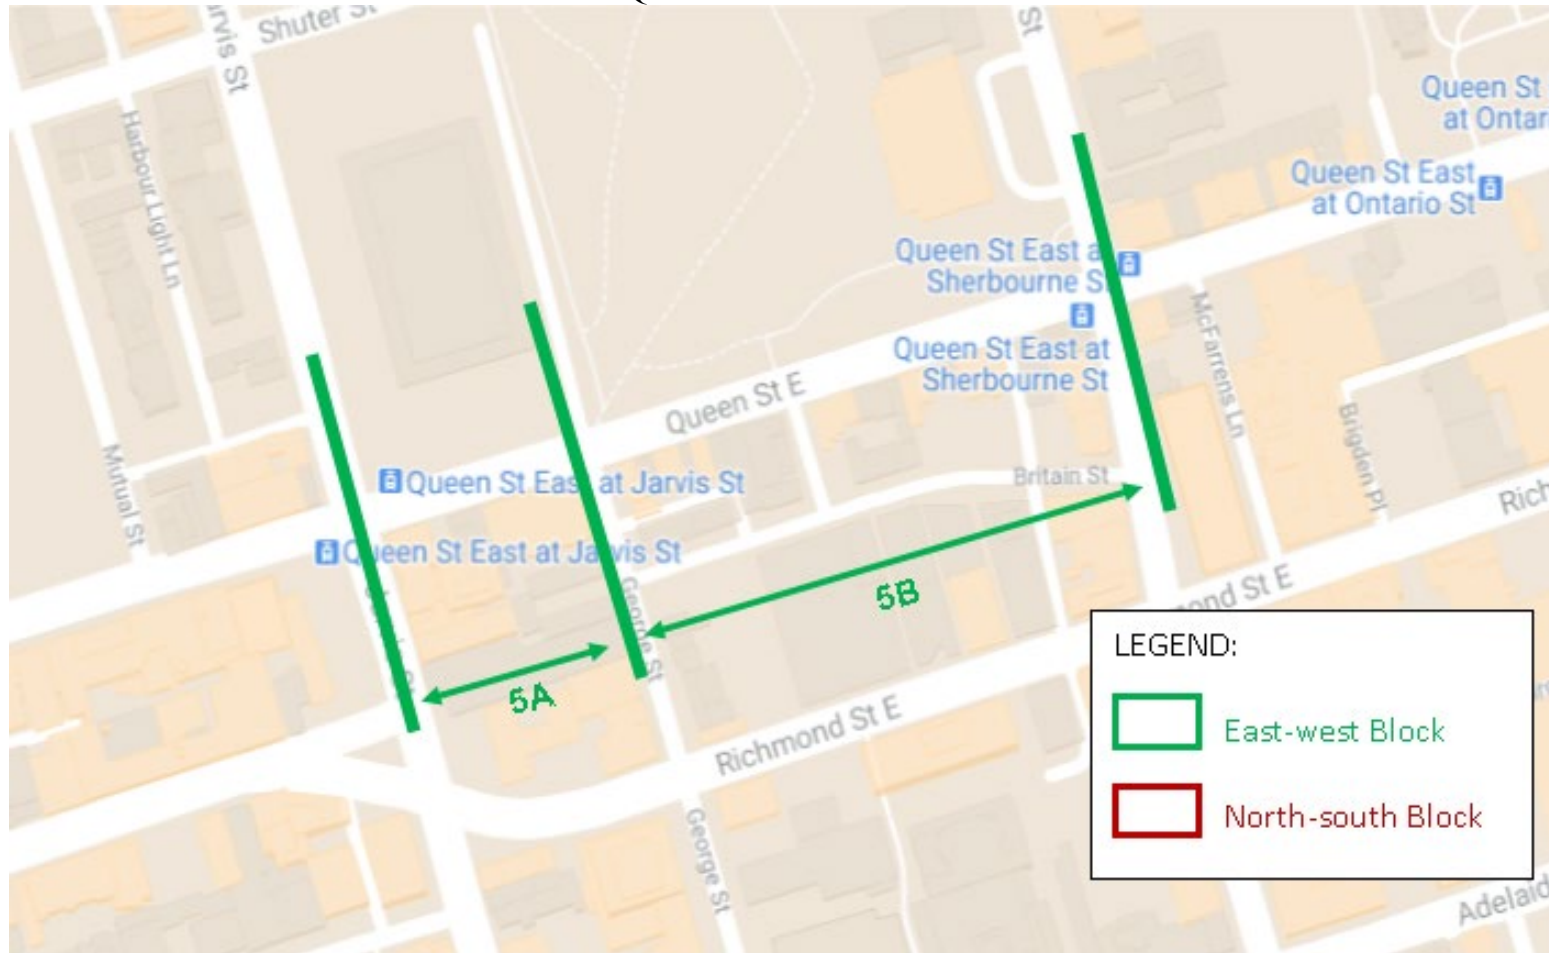 Shuter St
arvis St
St
Harbour Light Ln
Queen St
at Ontar
Queen St East
at Ontario St
Queen St East a
Sherbourne S
Queen St East at
Sherbourne St
McFarrens Ln
Queen St E
Brigden Pl
Mutual St
Queen St East at Jarvis St
Britain St
Rich
Queen St East at Jarvis St
George St
5B
mond St E
5A
Richmond St E
LEGEND:
East-west Block
North-south Block
George St
Adelaid